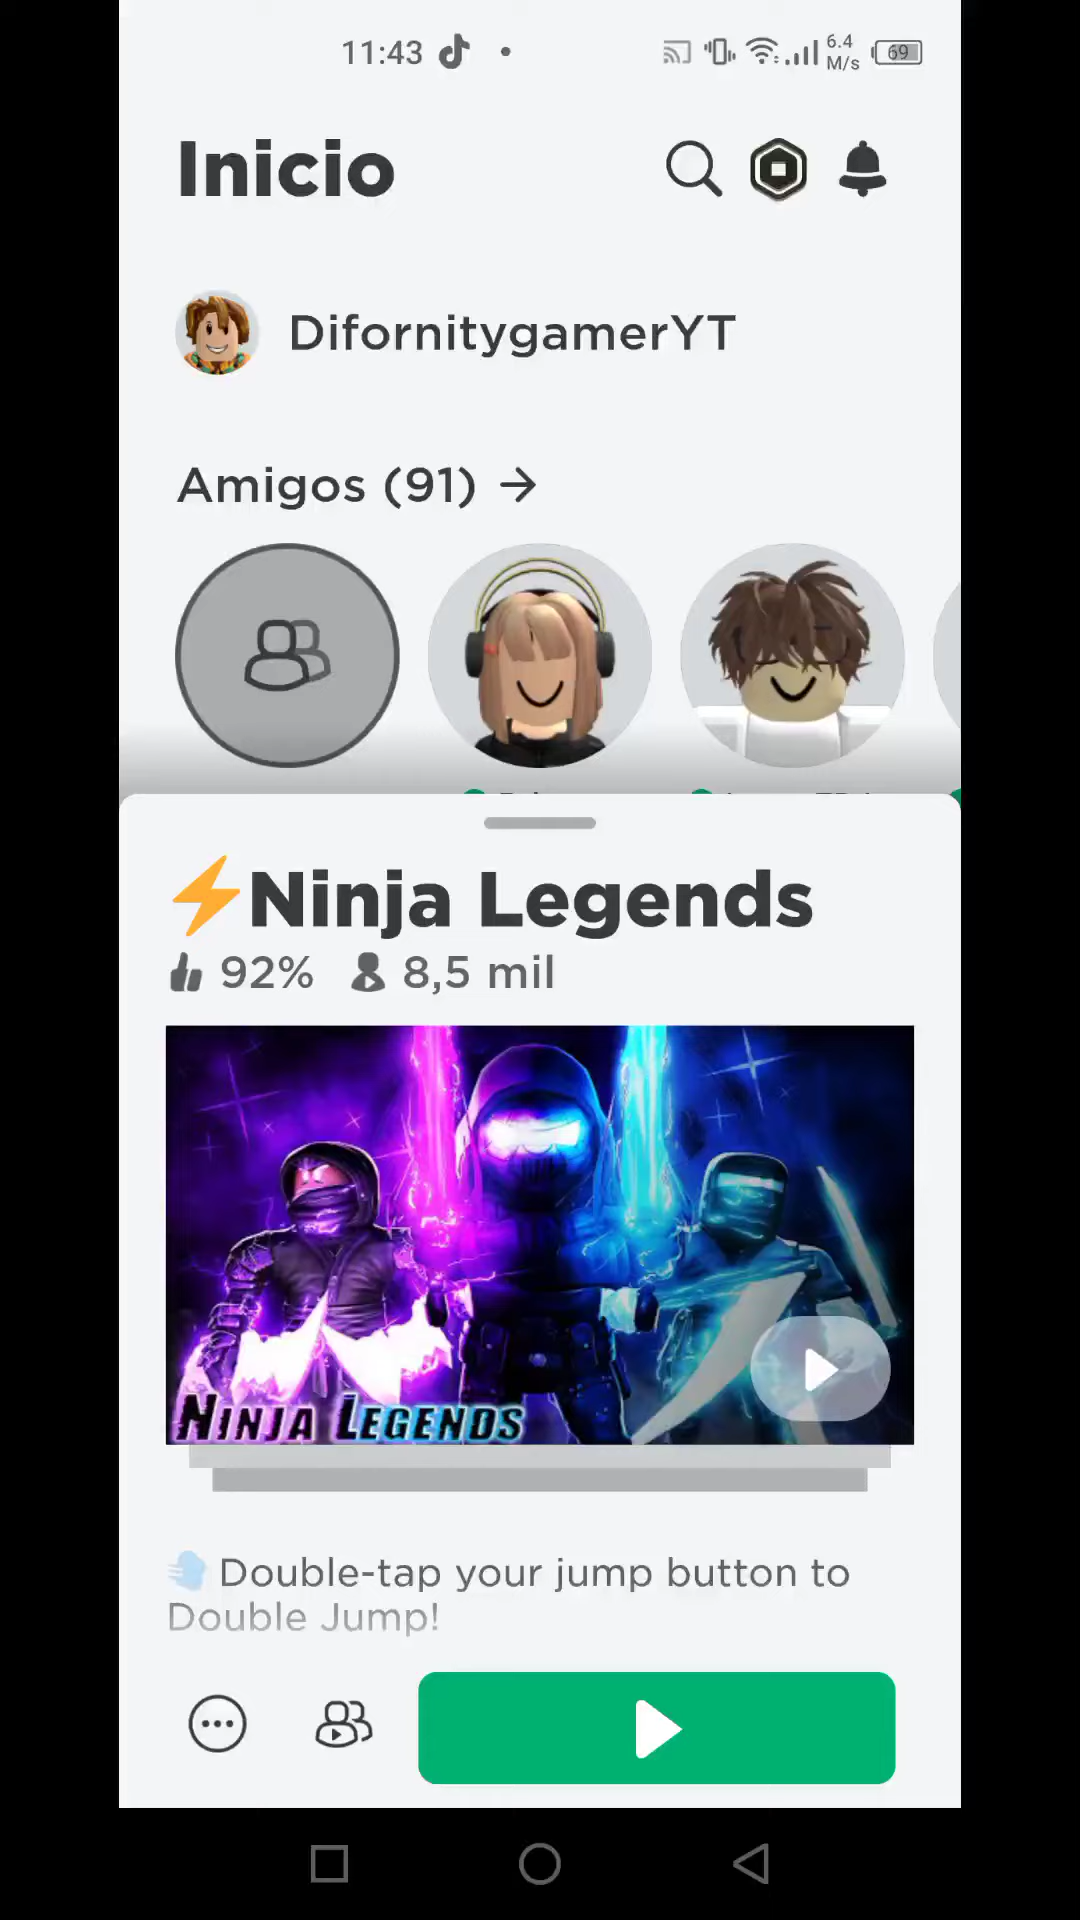 11:43
6.4
M/s
69
Inicio
DifornitygamerYT
Amigos (91) →
⚡Ninja Legends
92% 8,5 mil
NINJA LEGENDS
💨 Double-tap your jump button to
Double Jump!